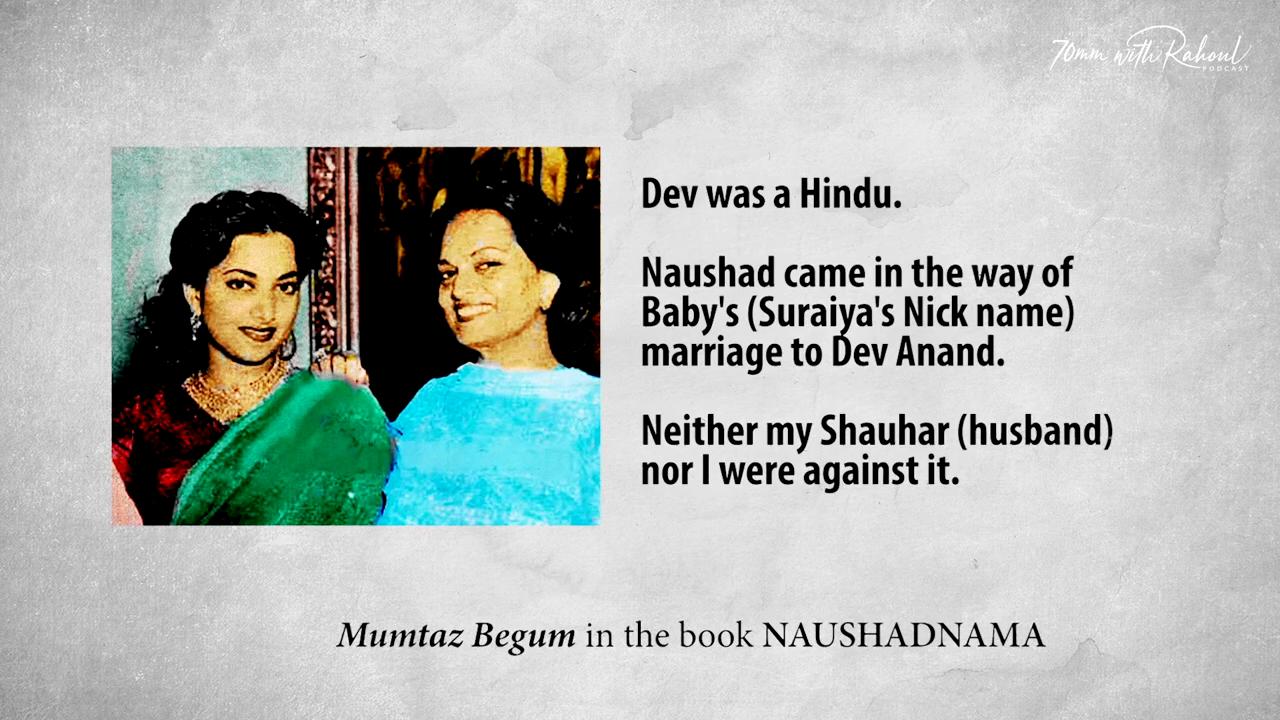 70mm with Rahoul
PODCAST
Dev was a Hindu.
Naushad came in the way of
Baby's (Suraiya's Nick name)
marriage to Dev Anand.
Neither my Shauhar (husband)
nor I were against it.
Mumtaz Begum in the book NAUSHADNAMA